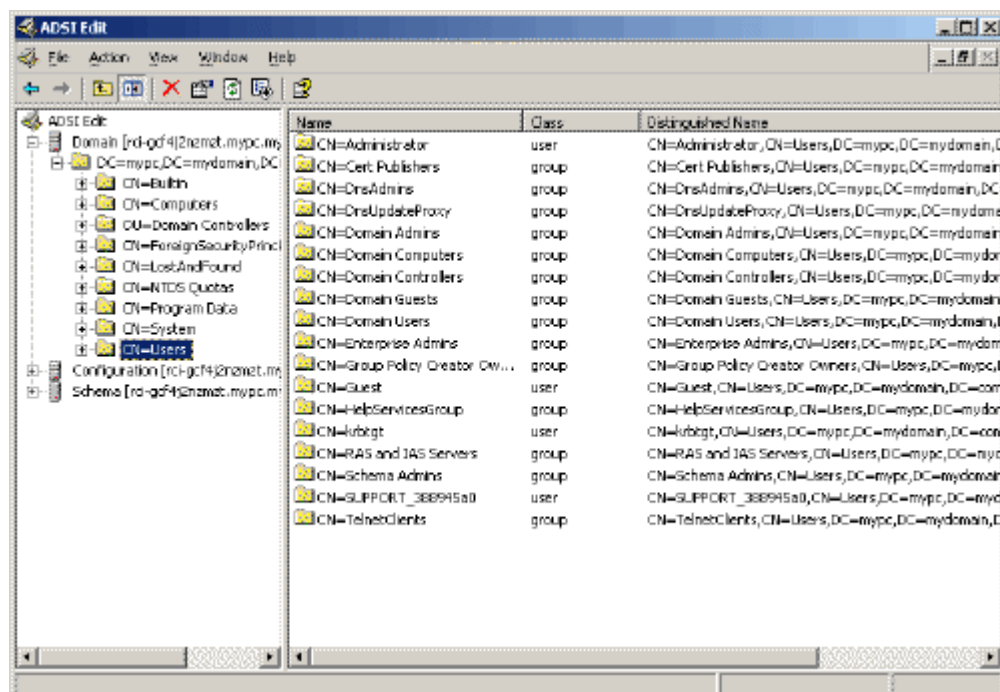 ADSI Edit
File Action View Window Help
ADSI Edit
Domain [rci-gcf4j2nzmzt.mypc.my
DC=mypc,DC=mydomain,DC
CN=Builtin
CN=Computers
OU=Domain Controllers
CN=ForeignSecurityPrinci
CN=LostAndFound
CN=NTDS Quotas
CN=Program Data
CN=System
CN=Users
Configuration [rci-gcf4j2nzmzt.my
Schema [rci-gcf4j2nzmzt.mypc.m
Name Class Distinguished Name
CN=Administrator user CN=Administrator,CN=Users,DC=mypc,DC=mydomain,D
CN=Cert Publishers group CN=Cert Publishers,CN=Users,DC=mypc,DC=mydomain
CN=DnsAdmins group CN=DnsAdmins,CN=Users,DC=mypc,DC=mydomain,DC
CN=DnsUpdateProxy group CN=DnsUpdateProxy,CN=Users,DC=mypc,DC=mydoma
CN=Domain Admins group CN=Domain Admins,CN=Users,DC=mypc,DC=mydomain
CN=Domain Computers group CN=Domain Computers,CN=Users,DC=mypc,DC=mydor
CN=Domain Controllers group CN=Domain Controllers,CN=Users,DC=mypc,DC=mydor
CN=Domain Guests group CN=Domain Guests,CN=Users,DC=mypc,DC=mydomain
CN=Domain Users group CN=Domain Users,CN=Users,DC=mypc,DC=mydomain,
CN=Enterprise Admins group CN=Enterprise Admins,CN=Users,DC=mypc,DC=mydom
CN=Group Policy Creator Ow... group CN=Group Policy Creator Owners,CN=Users,DC=mypc,
CN=Guest user CN=Guest,CN=Users,DC=mypc,DC=mydomain,DC=com
CN=HelpServicesGroup group CN=HelpServicesGroup,CN=Users,DC=mypc,DC=mydor
CN=krbtgt user CN=krbtgt,CN=Users,DC=mypc,DC=mydomain,DC=con
CN=RAS and IAS Servers group CN=RAS and IAS Servers,CN=Users,DC=mypc,DC=myc
CN=Schema Admins group CN=Schema Admins,CN=Users,DC=mypc,DC=mydomain
CN=SUPPORT_388945a0 user CN=SUPPORT_388945a0,CN=Users,DC=mypc,DC=myc
CN=TelnetClients group CN=TelnetClients,CN=Users,DC=mypc,DC=mydomain,D